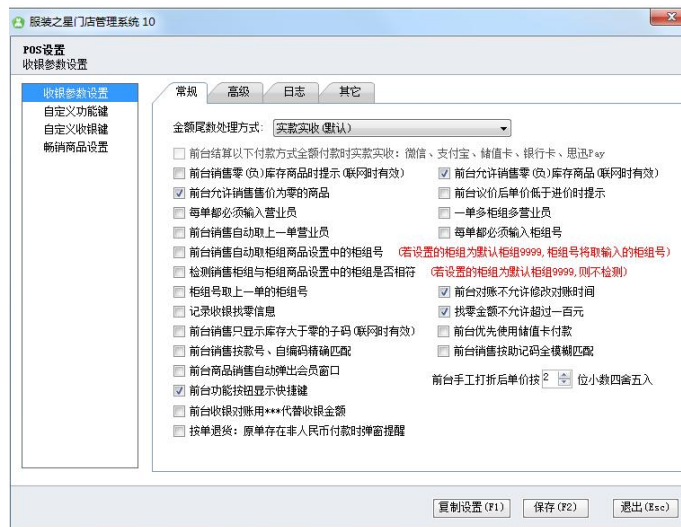 服装之星门店管理系统 10
POS设置
收银参数设置
收银参数设置
自定义功能键
自定义收银键
畅销商品设置
常规 高级 日志 其它
金额尾数处理方式: 实款实收(默认)
前台结算以下付款方式全额付款时实款实收: 微信、支付宝、储值卡、银行卡、思迅Pay
前台销售零(负)库存商品时提示(联网时有效) 前台允许销售零(负)库存商品(联网时有效)
前台允许销售售价为零的商品 前台议价后单价低于进价时提示
每单都必须输入营业员 一单多柜组多营业员
前台销售自动取上一单营业员 每单都必须输入柜组号
前台销售自动取柜组商品设置中的柜组号 (若设置的柜组为默认柜组9999,柜组号将取输入的柜组号)
检测销售柜组与柜组商品设置中的柜组是否相符 (若设置的柜组为默认柜组9999,则不检测)
柜组号取上一单的柜组号 前台对账不允许修改对账时间
记录收银找零信息 找零金额不允许超过一百元
前台销售只显示库存大于零的子码(联网时有效) 前台优先使用储值卡付款
前台销售按款号、自编码精确匹配 前台销售按助记码全模糊匹配
前台商品销售自动弹出会员窗口 前台手工打折后单价按 2 位小数四舍五入
前台功能按钮显示快捷键
前台收银对账用***代替收银金额
按单退货: 原单存在非人民币付款时弹窗提醒
复制设置(F1) 保存(F2) 退出(Esc)